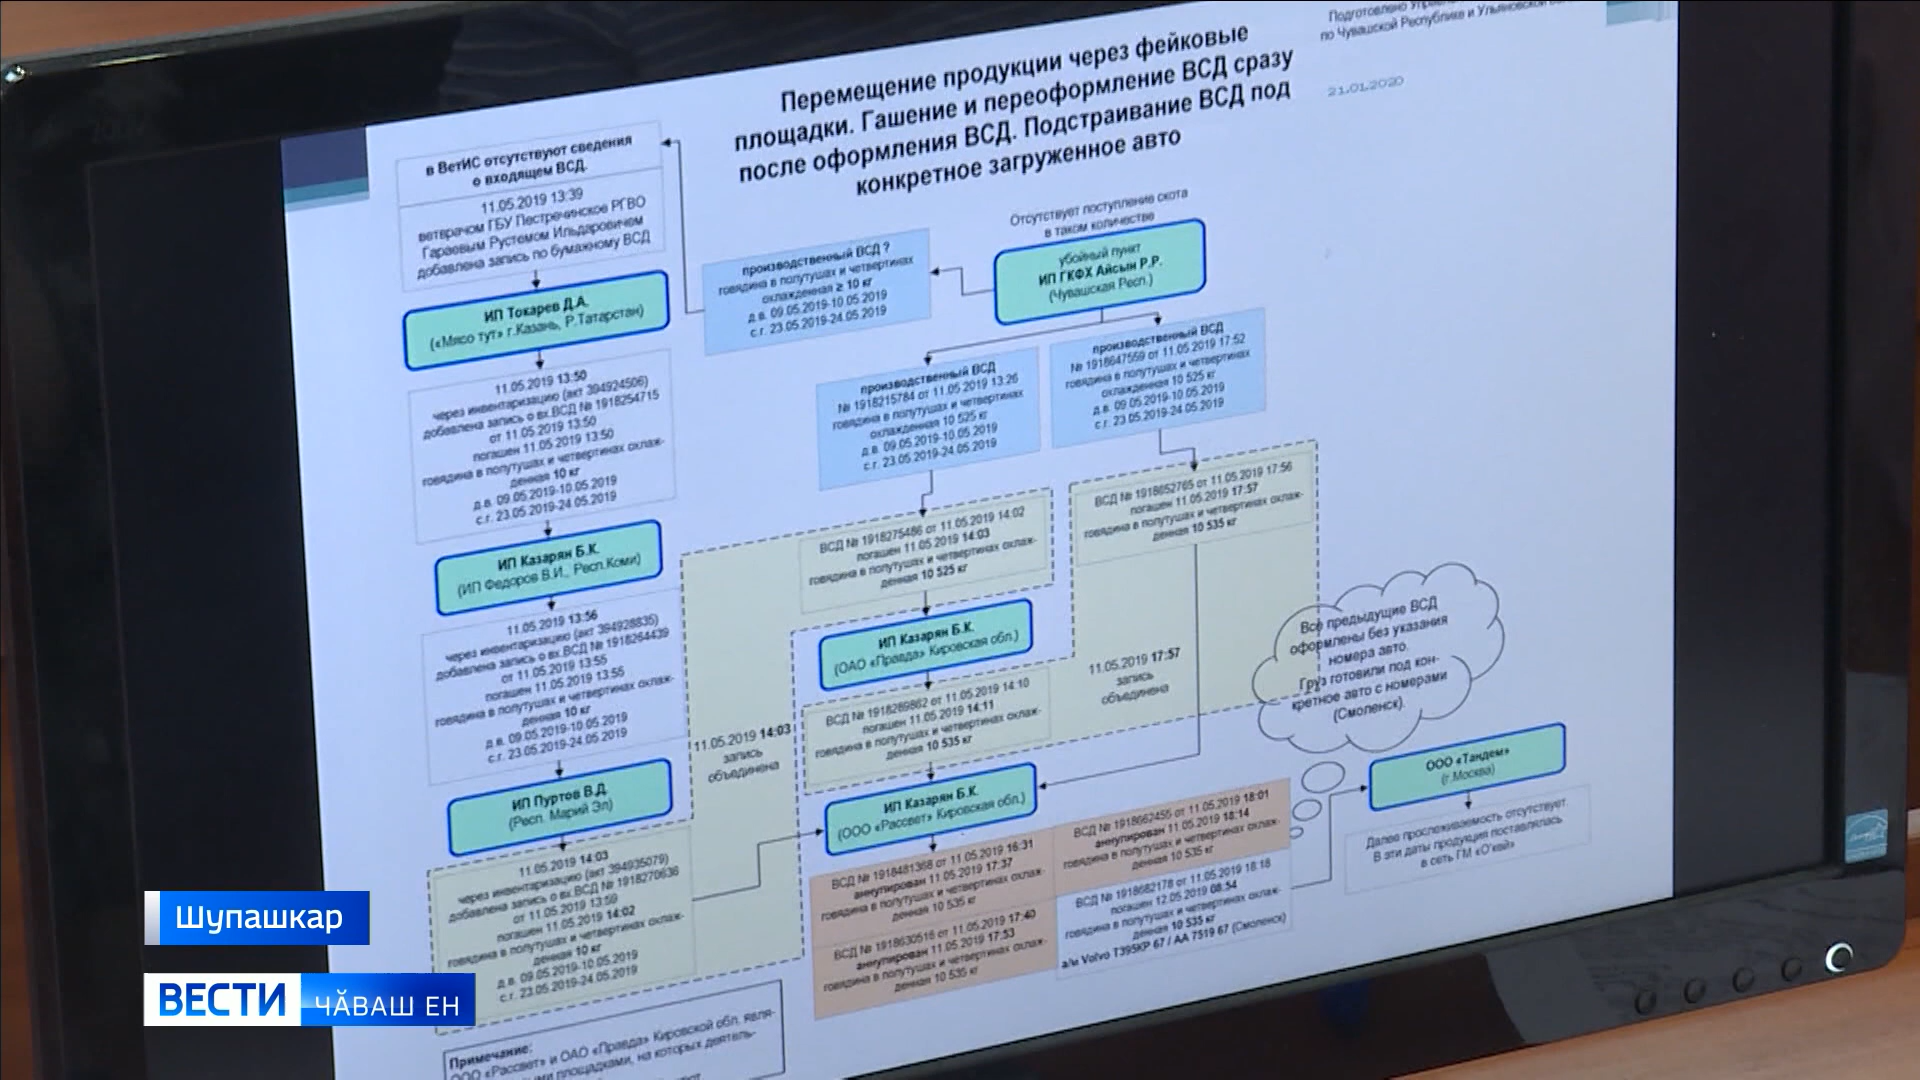 по Чувашской Республике и Ульяновской
21.01.2020
Перемещение продукции через фейковые
площадки. Гашение и переоформление ВСД сразу
после оформления ВСД. Подстраивание ВСД под
конкретное загруженное авто
в ВетИС отсутствуют сведения
о входящем ВСД.
11.05.2019 13:39
ветврачом ГБУ Пестречинское РГВО
Гараевым Рустемом Ильдаровичем
добавлена запись по бумажному ВСД
ИП Токарев Д.А.
(«Мясо тут» г.Казань, Р.Татарстан)
11.05.2019 13:50
через инвентаризацию (акт 394924506)
добавлена запись о вх.ВСД № 1918254715
от 11.05.2019 13:50
погашен 11.05.2019 13:50
говядина в полутушах и четвертинах охлаж-
денная 10 кг
д.в. 09.05.2019-10.05.2019
с.г. 23.05.2019-24.05.2019
ИП Казарян Б.К.
(ИП Федоров В.И., Респ.Коми)
11.05.2019 13:56
через инвентаризацию (акт 394928835)
добавлена запись о вх.ВСД № 1918264439
от 11.05.2019 13:55
погашен 11.05.2019 13:55
говядина в полутушах и четвертинах охлаж-
денная 10 кг
д.в. 09.05.2019-10.05.2019
с.г. 23.05.2019-24.05.2019
ИП Пуртов В.Д.
(Респ. Марий Эл)
11.05.2019 14:03
через инвентаризацию (акт 394935079)
добавлена запись о вх.ВСД № 1918270636
от 11.05.2019 13:59
погашен 11.05.2019 14:02
говядина в полутушах и четвертинах охлаж-
денная 10 кг
д.в. 09.05.2019-10.05.2019
с.г. 23.05.2019-24.05.2019
производственный ВСД ?
говядина в полутушах и четвертинах
охлажденная ≥ 10 кг
д.в. 09.05.2019-10.05.2019
с.г. 23.05.2019-24.05.2019
Отсутствует поступление скота
в таком количестве
убойный пункт
ИП ГКФХ Айсын Р.Р.
(Чувашская Респ.)
производственный ВСД
№ 1918215784 от 11.05.2019 13:26
говядина в полутушах и четвертинах
охлажденная 10 525 кг
д.в. 09.05.2019-10.05.2019
с.г. 23.05.2019-24.05.2019
производственный ВСД
№ 1918647559 от 11.05.2019 17:52
говядина в полутушах и четвертинах
охлажденная 10 525 кг
д.в. 09.05.2019-10.05.2019
с.г. 23.05.2019-24.05.2019
ВСД № 1918275486 от 11.05.2019 14:02
погашен 11.05.2019 14:03
говядина в полутушах и четвертинах охлаж-
денная 10 525 кг
ВСД № 1918652765 от 11.05.2019 17:56
погашен 11.05.2019 17:57
говядина в полутушах и четвертинах охлаж-
денная 10 535 кг
ИП Казарян Б.К.
(ОАО «Правда» Кировская обл.)
11.05.2019 17:57
запись
объединена
ВСД № 1918289862 от 11.05.2019 14:10
погашен 11.05.2019 14:11
говядина в полутушах и четвертинах охлаж-
денная 10 535 кг
11.05.2019 14:03
запись
объединена
ИП Казарян Б.К.
(ООО «Рассвет» Кировская обл.)
ВСД № 1918481368 от 11.05.2019 16:31
аннулирован 11.05.2019 17:37
говядина в полутушах и четвертинах охлаж-
денная 10 535 кг
ВСД № 1918662455 от 11.05.2019 18:01
аннулирован 11.05.2019 18:14
говядина в полутушах и четвертинах охлаж-
денная 10 535 кг
ВСД № 1918630516 от 11.05.2019 17:40
аннулирован 11.05.2019 17:53
говядина в полутушах и четвертинах охлаж-
денная 10 535 кг
ВСД № 1918682178 от 11.05.2019 18:18
погашен 12.05.2019 08:54
говядина в полутушах и четвертинах охлаж-
денная 10 535 кг
а/м Volvo Т395КР 67 / АА 7519 67 (Смоленск)
Все предыдущие ВСД
оформлены без указания
номера авто.
Груз готовили под кон-
кретное авто с номерами
(Смоленск).
ООО «Тандем»
(г.Москва)
Далее прослеживаемость отсутствует.
В эти даты продукция поставлялась
в сеть ГМ «О'кей»
Примечание:
ООО «Рассвет» и ОАО «Правда» Кировской обл. явля-
площадками, на которых деятель-
Шупашкар
ВЕСТИ ЧӐВАШ ЕН